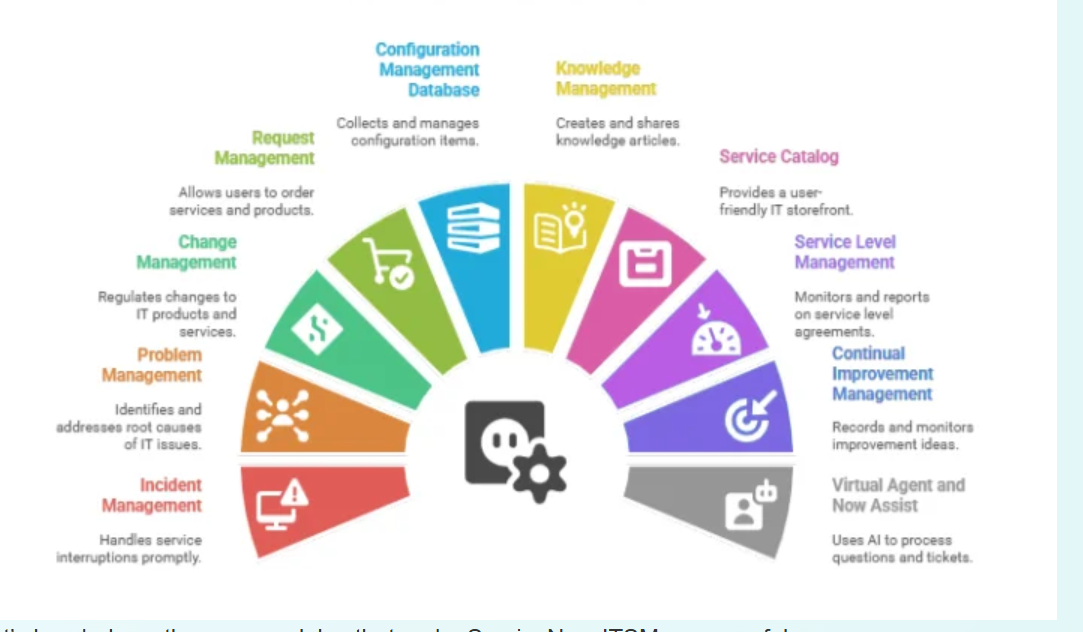 Configuration
Management
Database
Collects and manages
configuration items.
Knowledge
Management
Creates and shares
knowledge articles.
Request
Management
Allows users to order
services and products.
Service Catalog
Provides a user-
friendly IT storefront.
Change
Management
Regulates changes to
IT products and
services.
Service Level
Management
Monitors and reports
on service level
agreements.
Problem
Management
Identifies and
addresses root causes
of IT issues.
Continual
Improvement
Management
Records and monitors
improvement ideas.
Incident
Management
Handles service
interruptions promptly.
Virtual Agent and
Now Assist
Uses AI to process
questions and tickets.